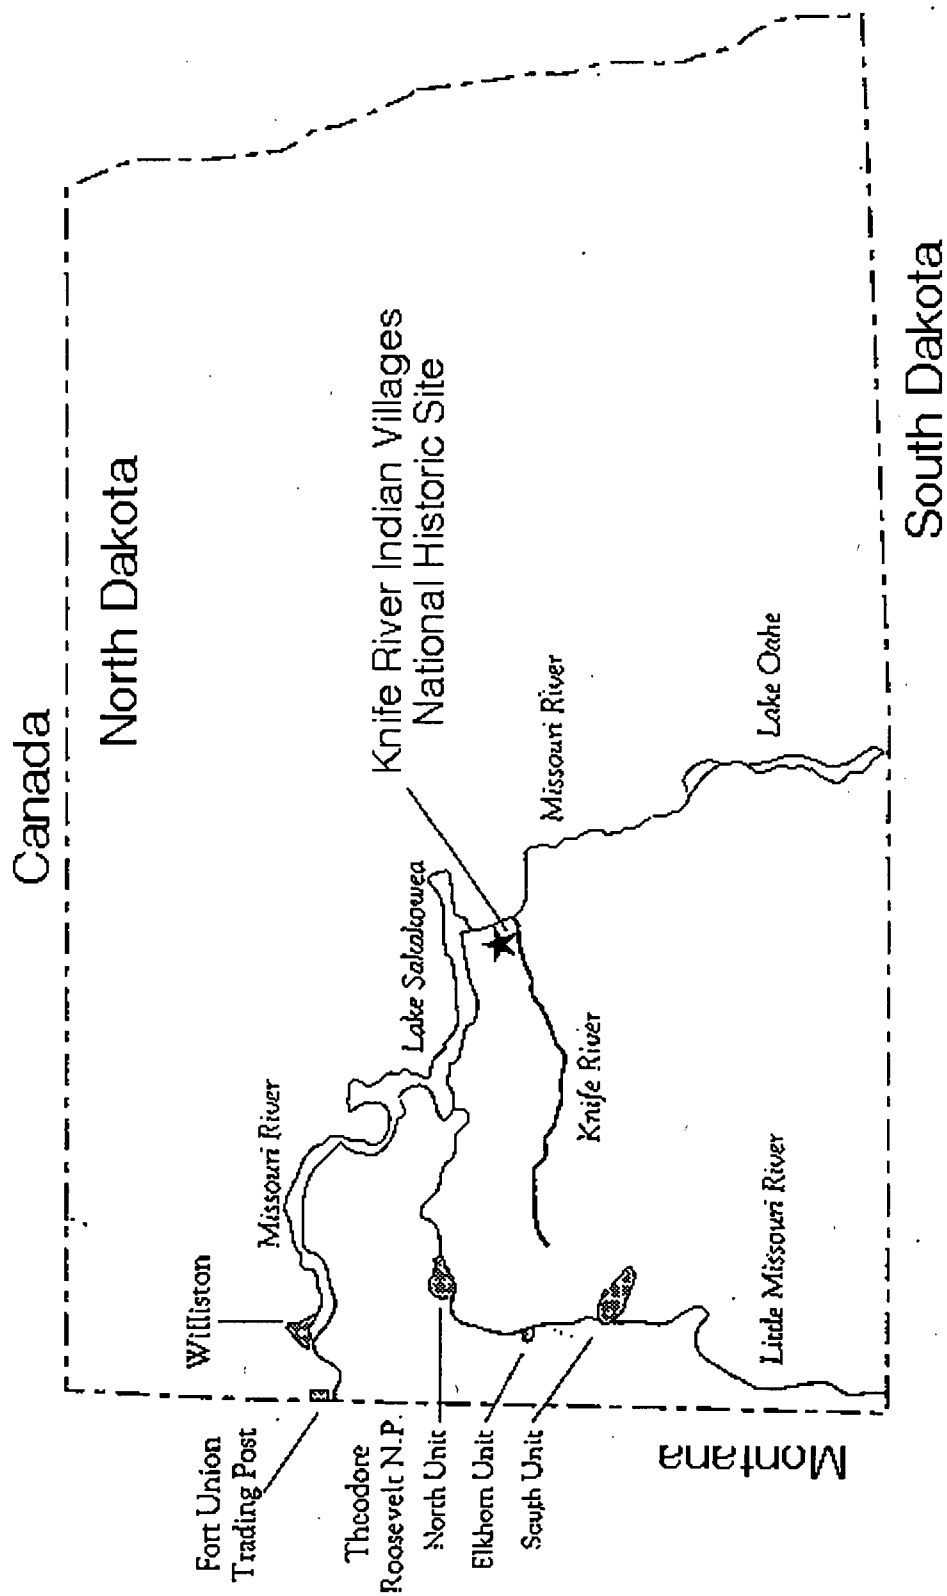 Canada
North Dakota
Fort Union
Trading Post
Williston
Missouri River
Lake Sakakawea
Theodore
Roosevelt N.P.
North Unit
Elkhorn Unit
South Unit
Knife River Indian Villages
National Historic Site
Missouri River
Knife River
Little Missouri River
Lake Oahe
Montana
South Dakota